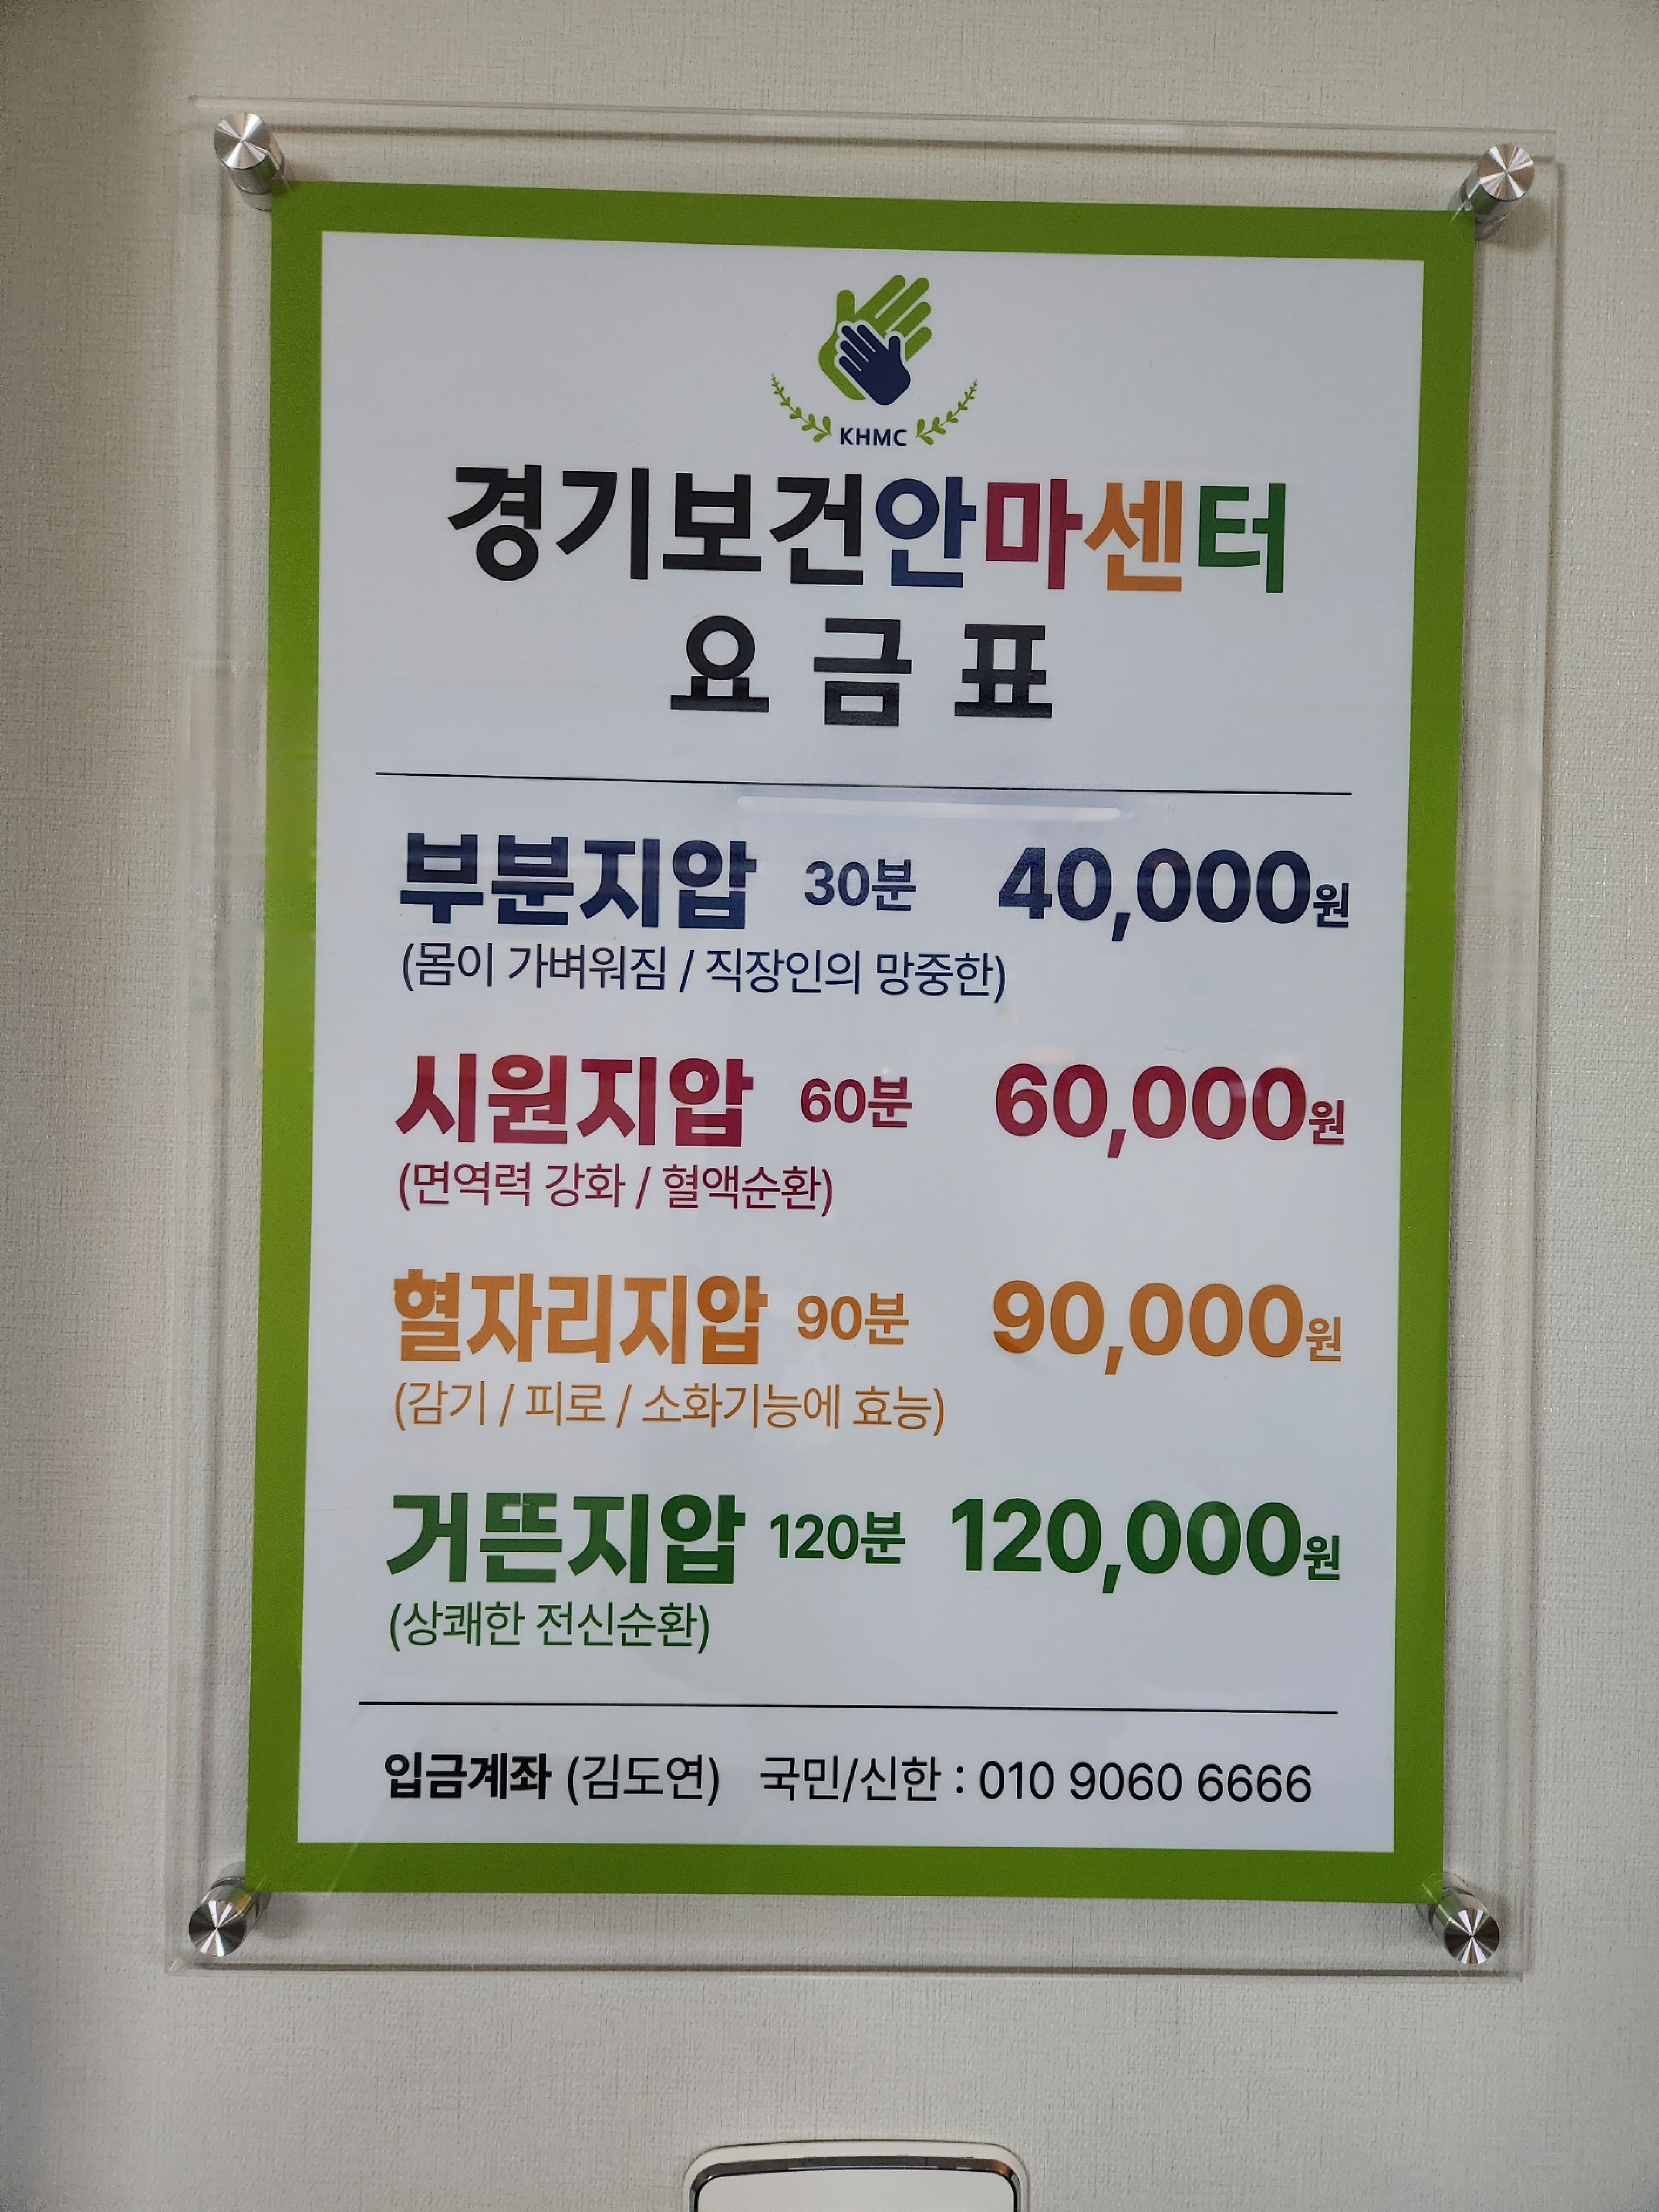 KHMC
경기보건안마센터
요금표
부분지압 30분 40,000원
(몸이 가벼워짐 / 직장인의 망중한)
시원지압 60분 60,000원
(면역력 강화 / 혈액순환)
혈자리지압 90분 90,000원
(감기 / 피로 / 소화기능에 효능)
거뜬지압 120분 120,000원
(상쾌한 전신순환)
입금계좌 (김도연) 국민/신한 : 010 9060 6666